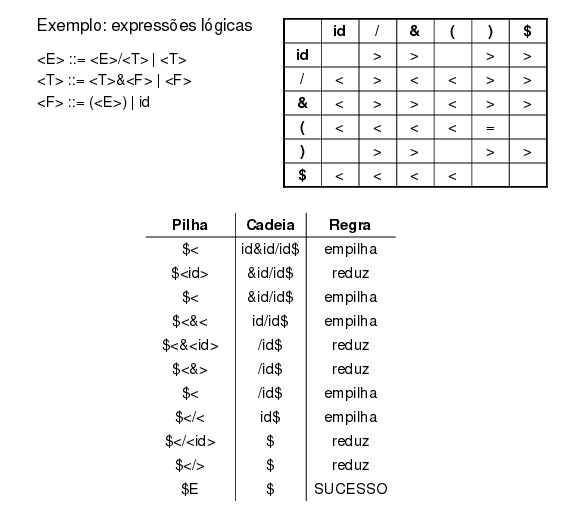 Exemplo: expressões lógicas
<E> ::= <E>/<T> | <T>
<T> ::= <T>&<F> | <F>
<F> ::= (<E>) | id
id / & ( ) $
id > > > >
/ < > < < > >
& < > > < > >
( < < < < =
) > > > >
$ < < < <
Pilha Cadeia Regra
$< id&id/id$ empilha
$<id> &id/id$ reduz
$< &id/id$ empilha
$<&< id/id$ empilha
$<&<id> /id$ reduz
$<&> /id$ reduz
$< /id$ empilha
$</< id$ empilha
$</<id> $ reduz
$</> $ reduz
$E $ SUCESSO